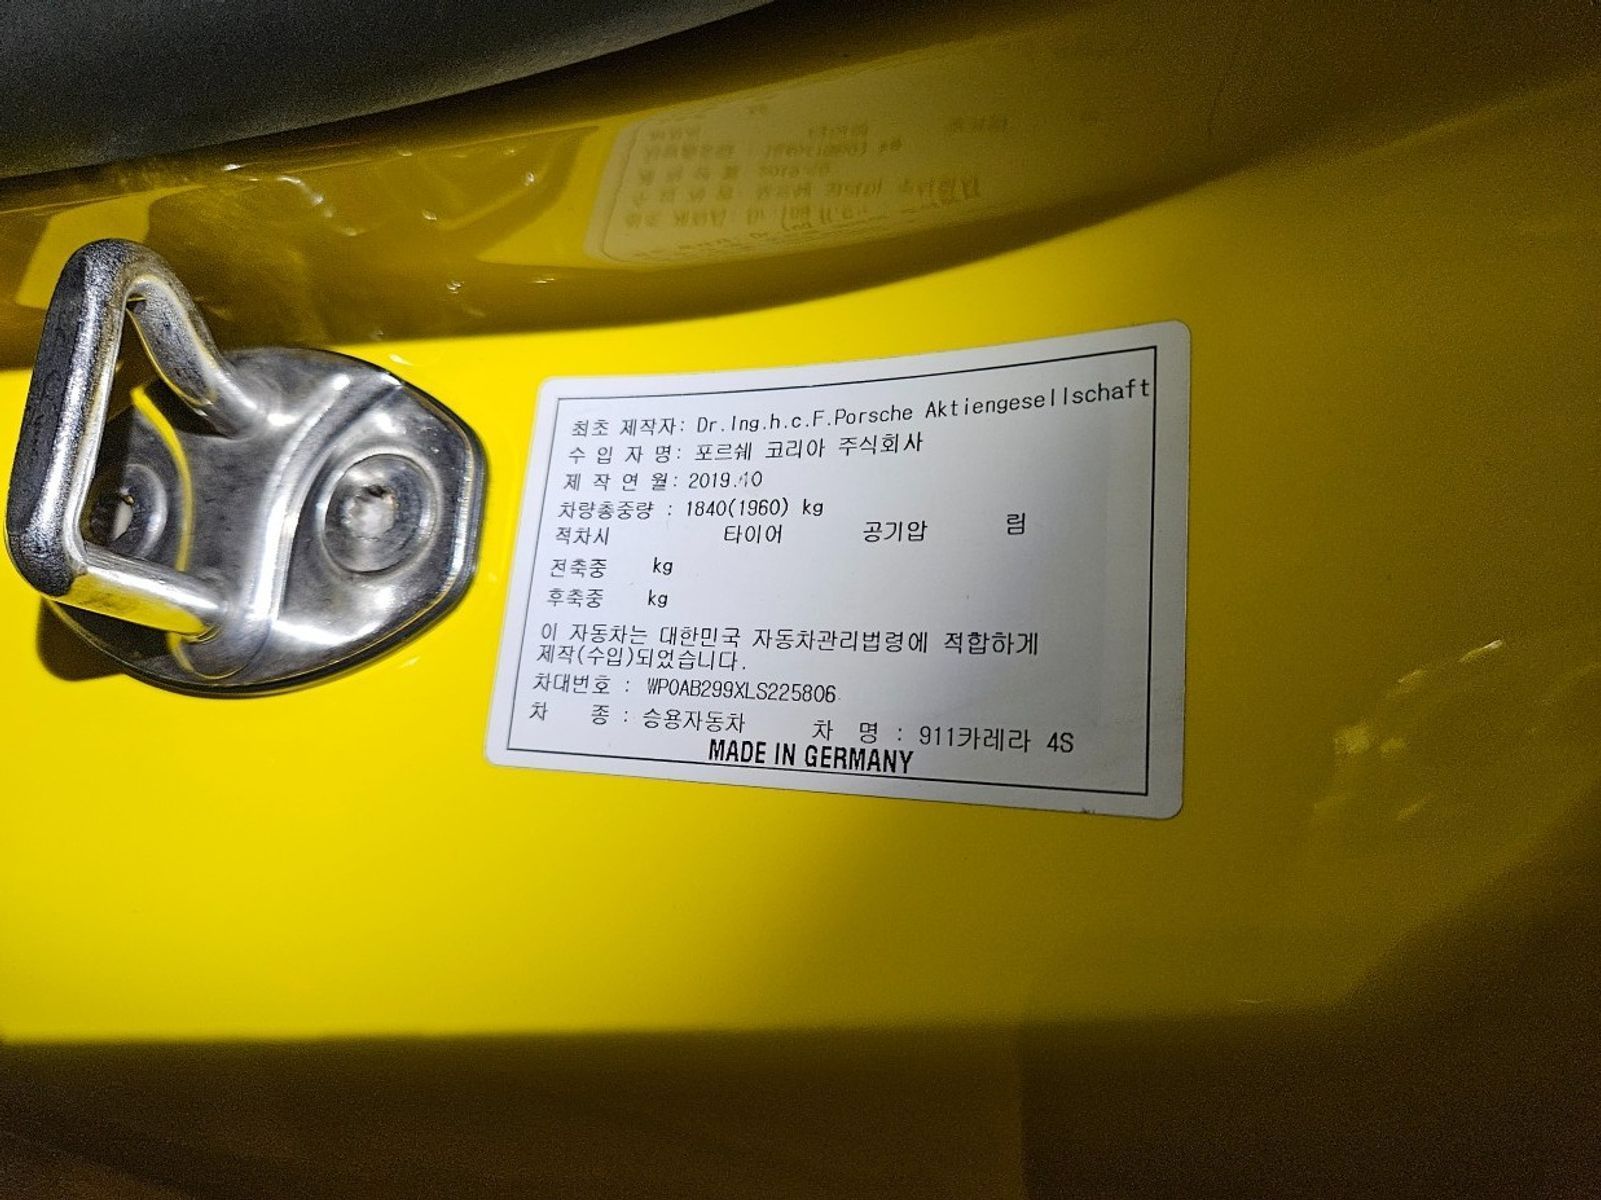 최초 제작자: Dr.Ing.h.c.F.Porsche Aktiengesellschaft
수 입 자 명: 포르쉐 코리아 주식회사
제 작 연 월: 2019.10
차량총중량 : 1840(1960) kg
적차시 타이어 공기압 림
전축중 kg
후축중 kg
이 자동차는 대한민국 자동차관리법령에 적합하게
제작(수입)되었습니다.
차대번호 : WP0AB299XLS225806
차 종 : 승용자동차 차 명 : 911카레라 4S
MADE IN GERMANY